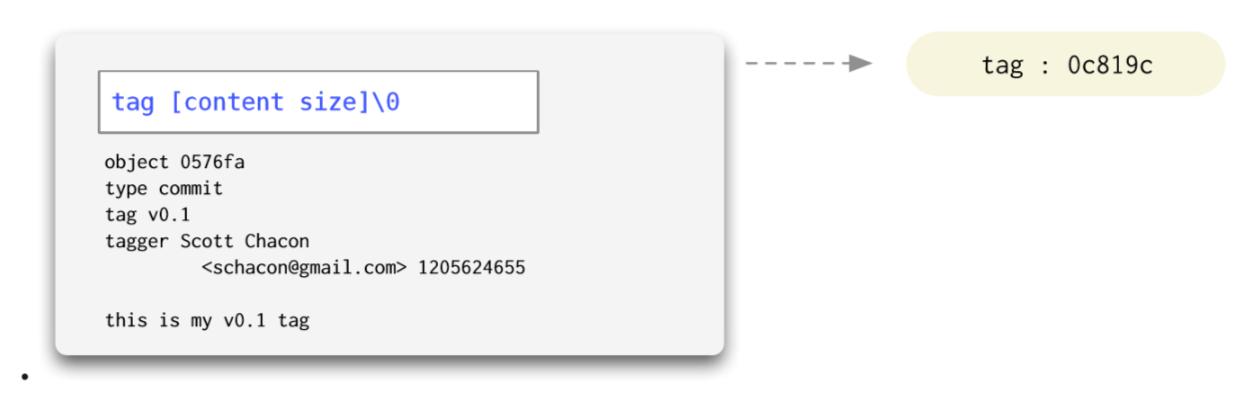 tag [content size]\0
tag : 0c819c
object 0576fa
type commit
tag v0.1
tagger Scott Chacon
<schacon@gmail.com> 1205624655
this is my v0.1 tag